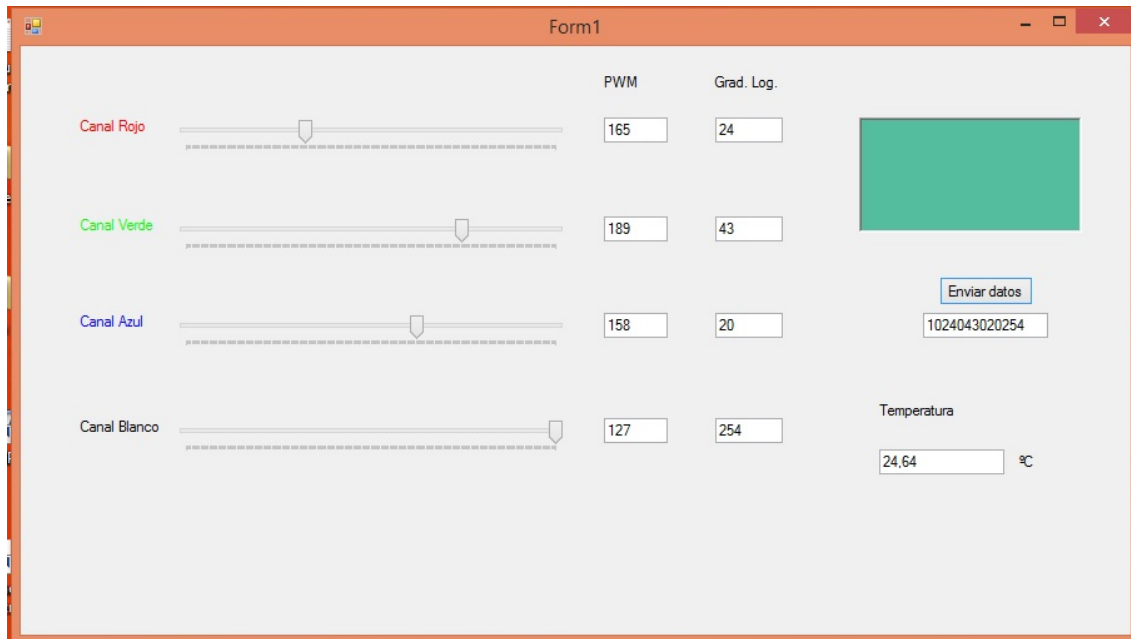 Form1
PWM Grad. Log.
Canal Rojo 165 24
Canal Verde 189 43
Enviar datos
Canal Azul 158 20 1024043020254
Temperatura
Canal Blanco 127 254
24,64 ºC